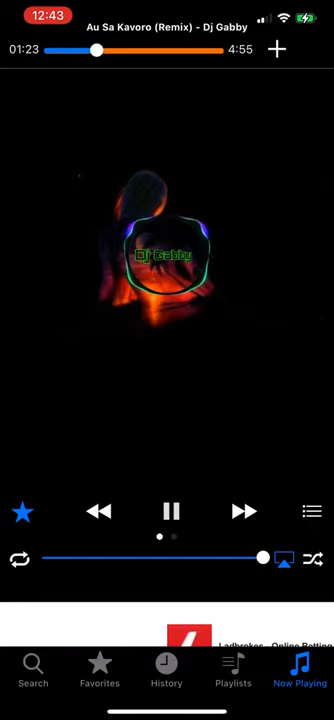 12:43
Au Sa Kavoro (Remix) - Dj Gabby
01:23
4:55
Dj Gabby
Ladbrokes - Online Betting
Search
Favorites
History
Playlists
Now Playing